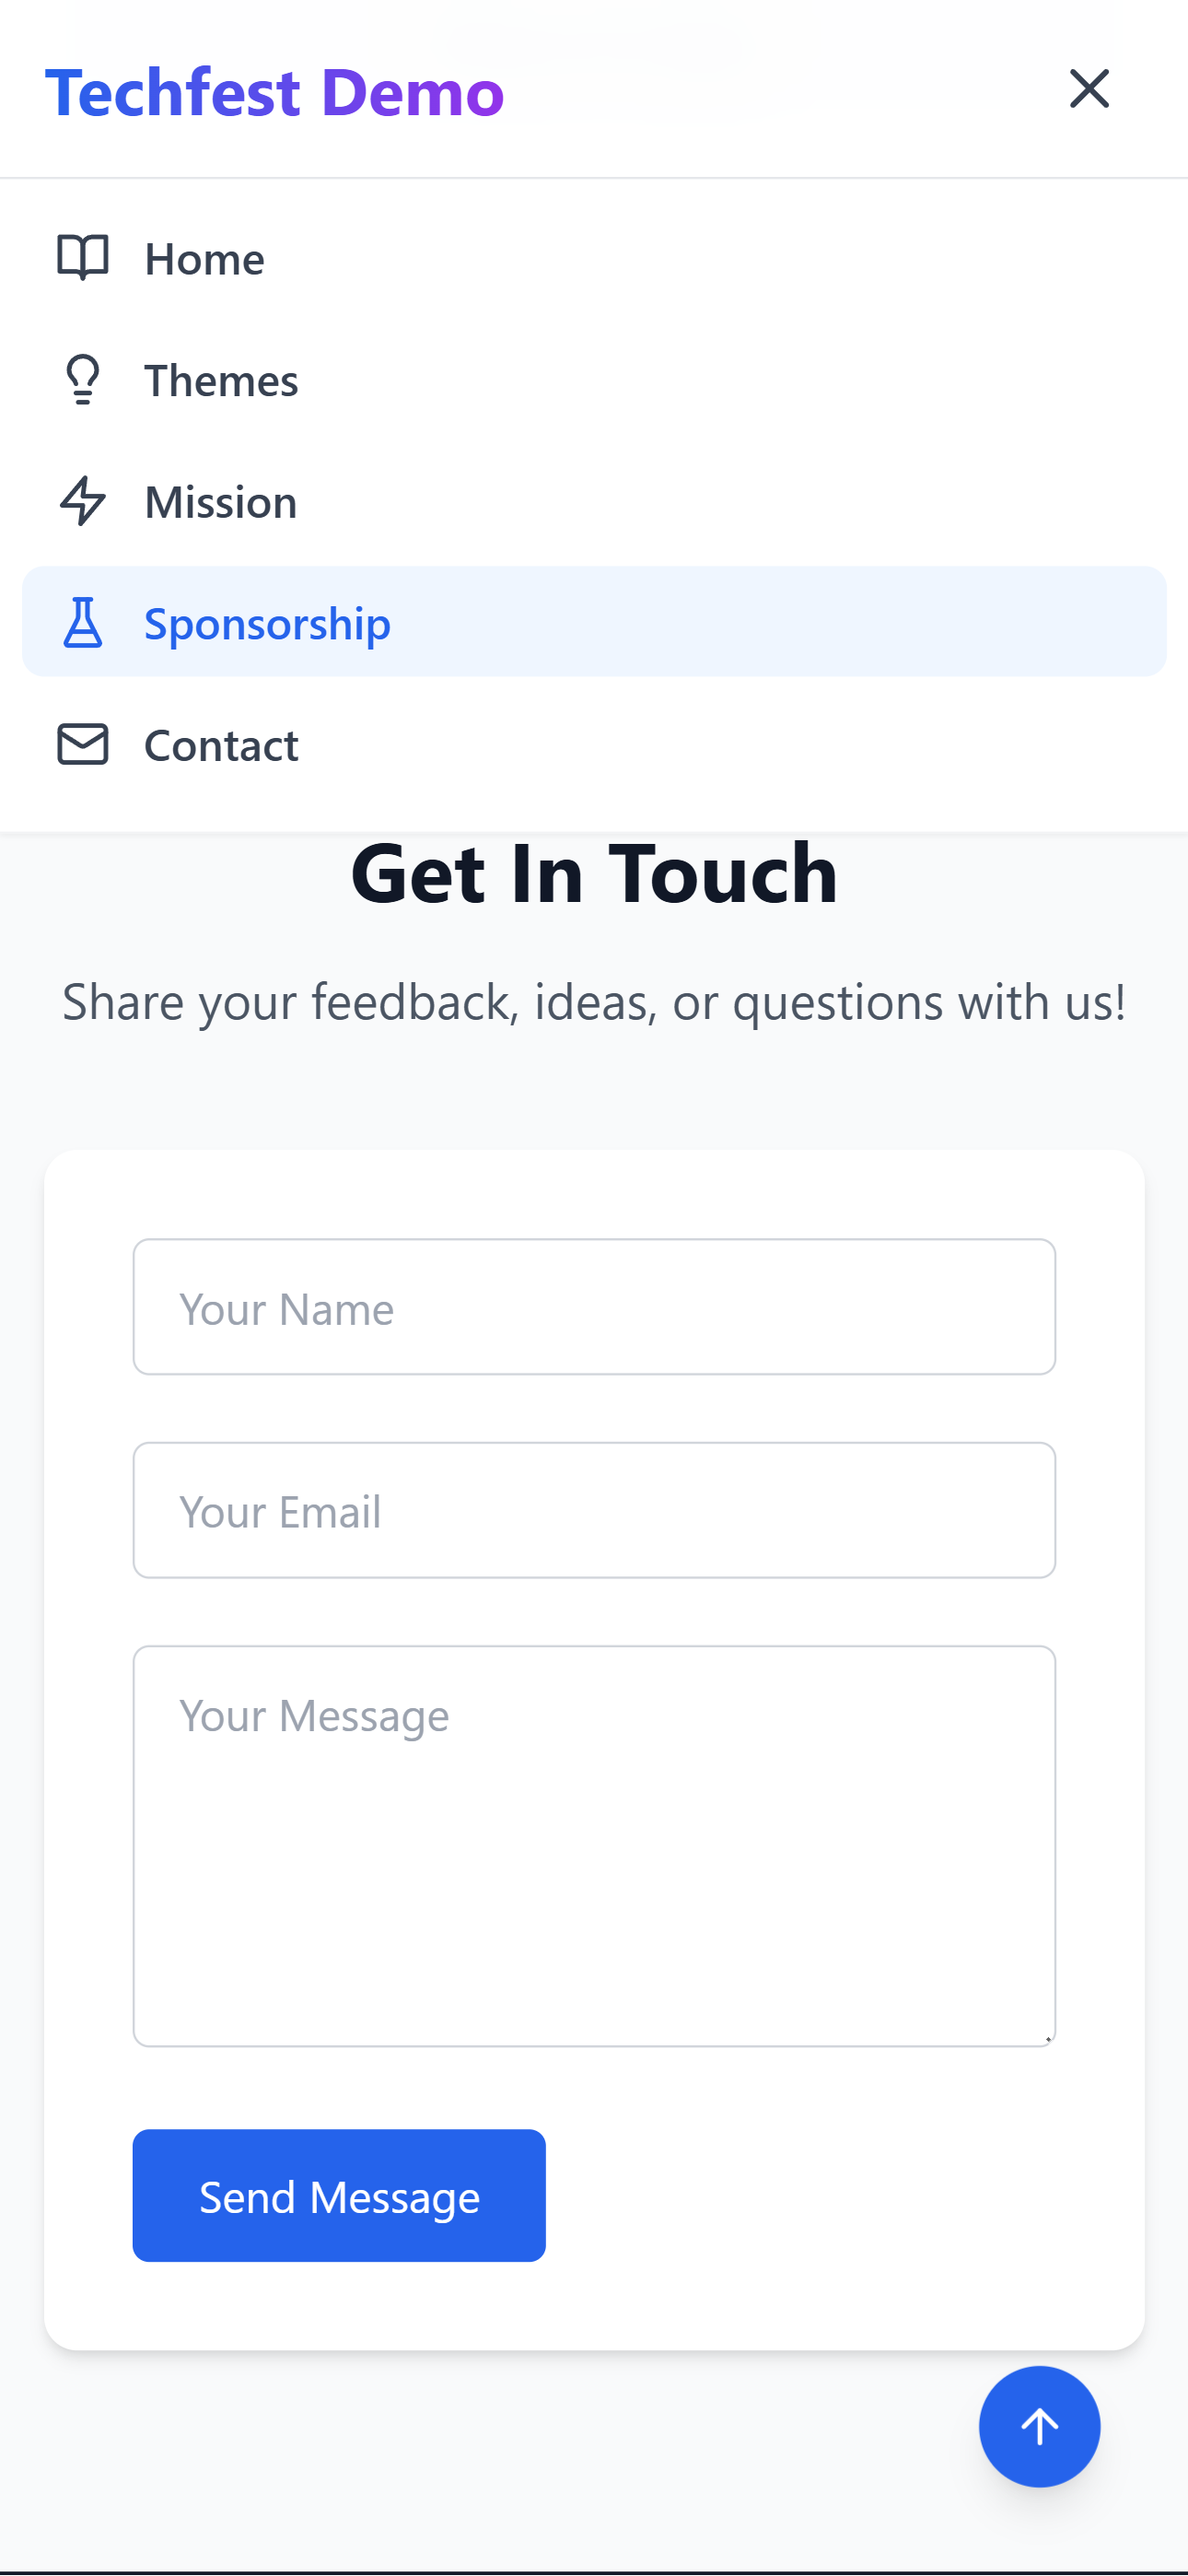 Techfest Demo
Home
Themes
Mission
Sponsorship
Contact
Get In Touch
Share your feedback, ideas, or questions with us!
Your Name
Your Email
Your Message
Send Message